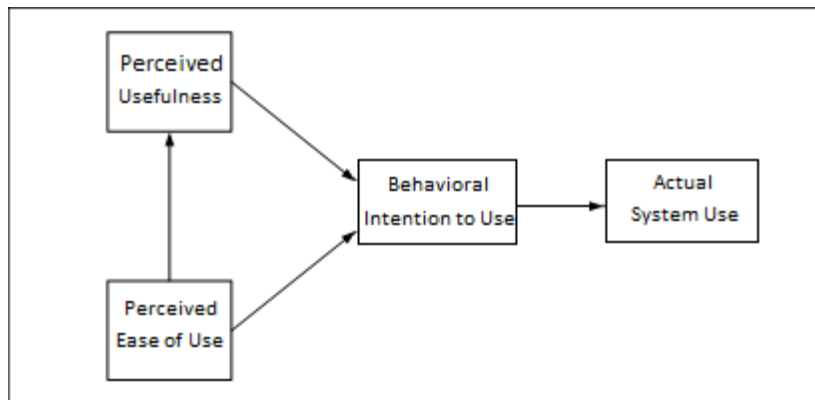 Perceived
Usefulness
Behavioral
Intention to Use
Actual
System Use
Perceived
Ease of Use